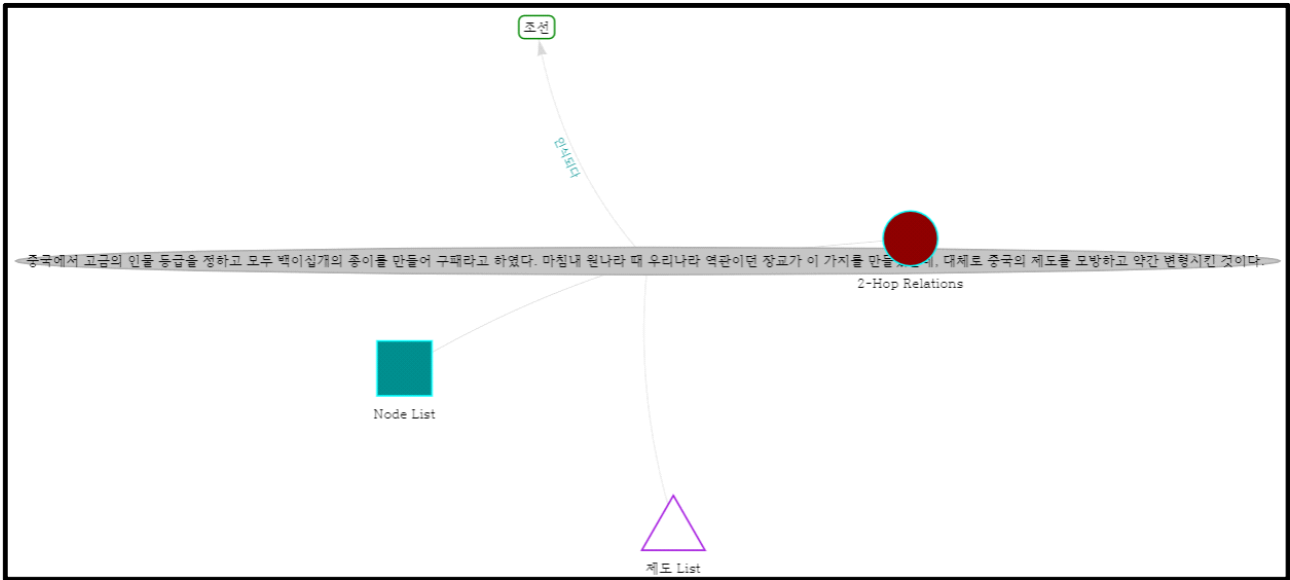 조선
중국에서 고금의 인물 등급을 정하고 모두 백이십개의 종이를 만들어 구패라고 하였다. 마침내 원나라 때 우리나라 역관이던 장교가 이 가지를 만들 대체로 중국의 제도를 모방하고 약간 변형시킨 것이다.
2-Hop Relations
Node List
제도 List